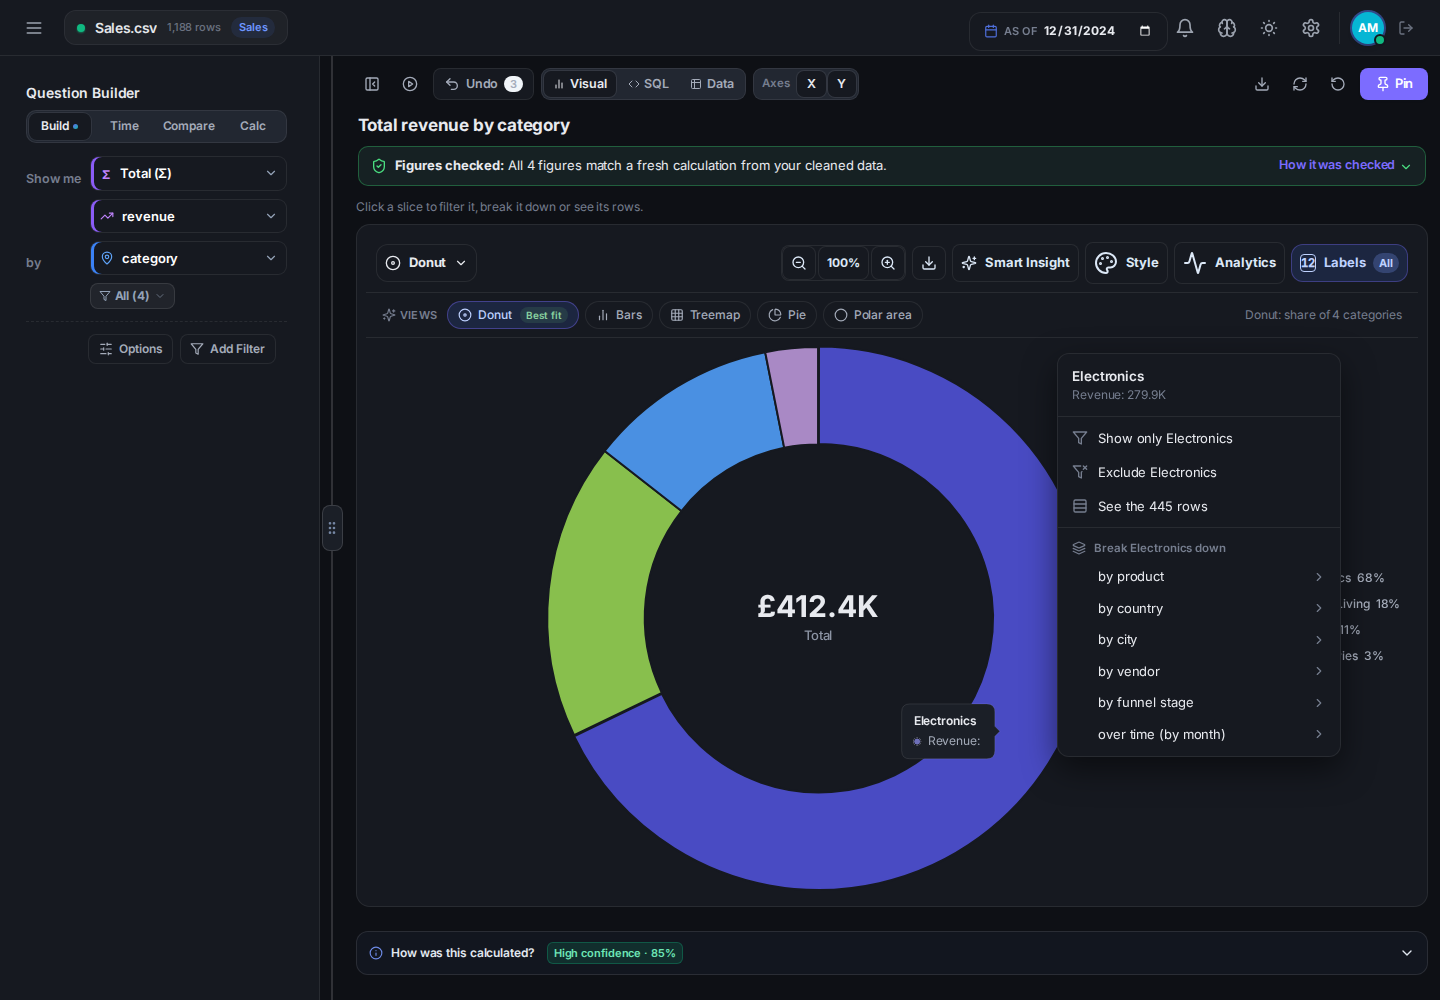 Sales.csv 1,188 rows Sales
AS OF 12/31/2024
AM
Question Builder
Build Time Compare Calc
Show me Total (Σ)
revenue
by category
All (4)
Options Add Filter
Undo 3 Visual SQL Data Axes X Y
Pin
Total revenue by category
Figures checked: All 4 figures match a fresh calculation from your cleaned data.
How it was checked
Click a slice to filter it, break it down or see its rows.
Donut
100% Smart Insight Style Analytics 12 Labels All
VIEWS Donut Best fit Bars Treemap Pie Polar area
Donut: share of 4 categories
Electronics
Revenue: 279.9K
Show only Electronics
Exclude Electronics
See the 445 rows
Break Electronics down
by product
by country
by city
by vendor
by funnel stage
over time (by month)
68%
18%
11%
3%
£412.4K
Total
Electronics
Revenue:
How was this calculated? High confidence · 85%